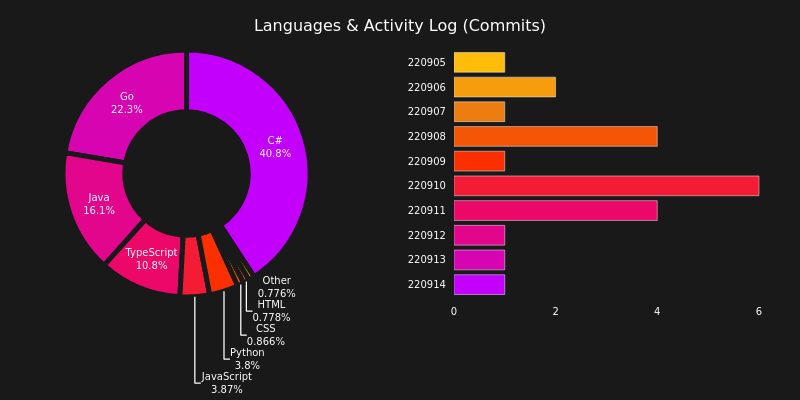 Languages & Activity Log (Commits)
Go
22.3%
C#
40.8%
Java
16.1%
TypeScript
10.8%
Other
0.776%
HTML
0.778%
CSS
0.866%
Python
3.8%
JavaScript
3.87%
220905
220906
220907
220908
220909
220910
220911
220912
220913
220914
0 2 4 6